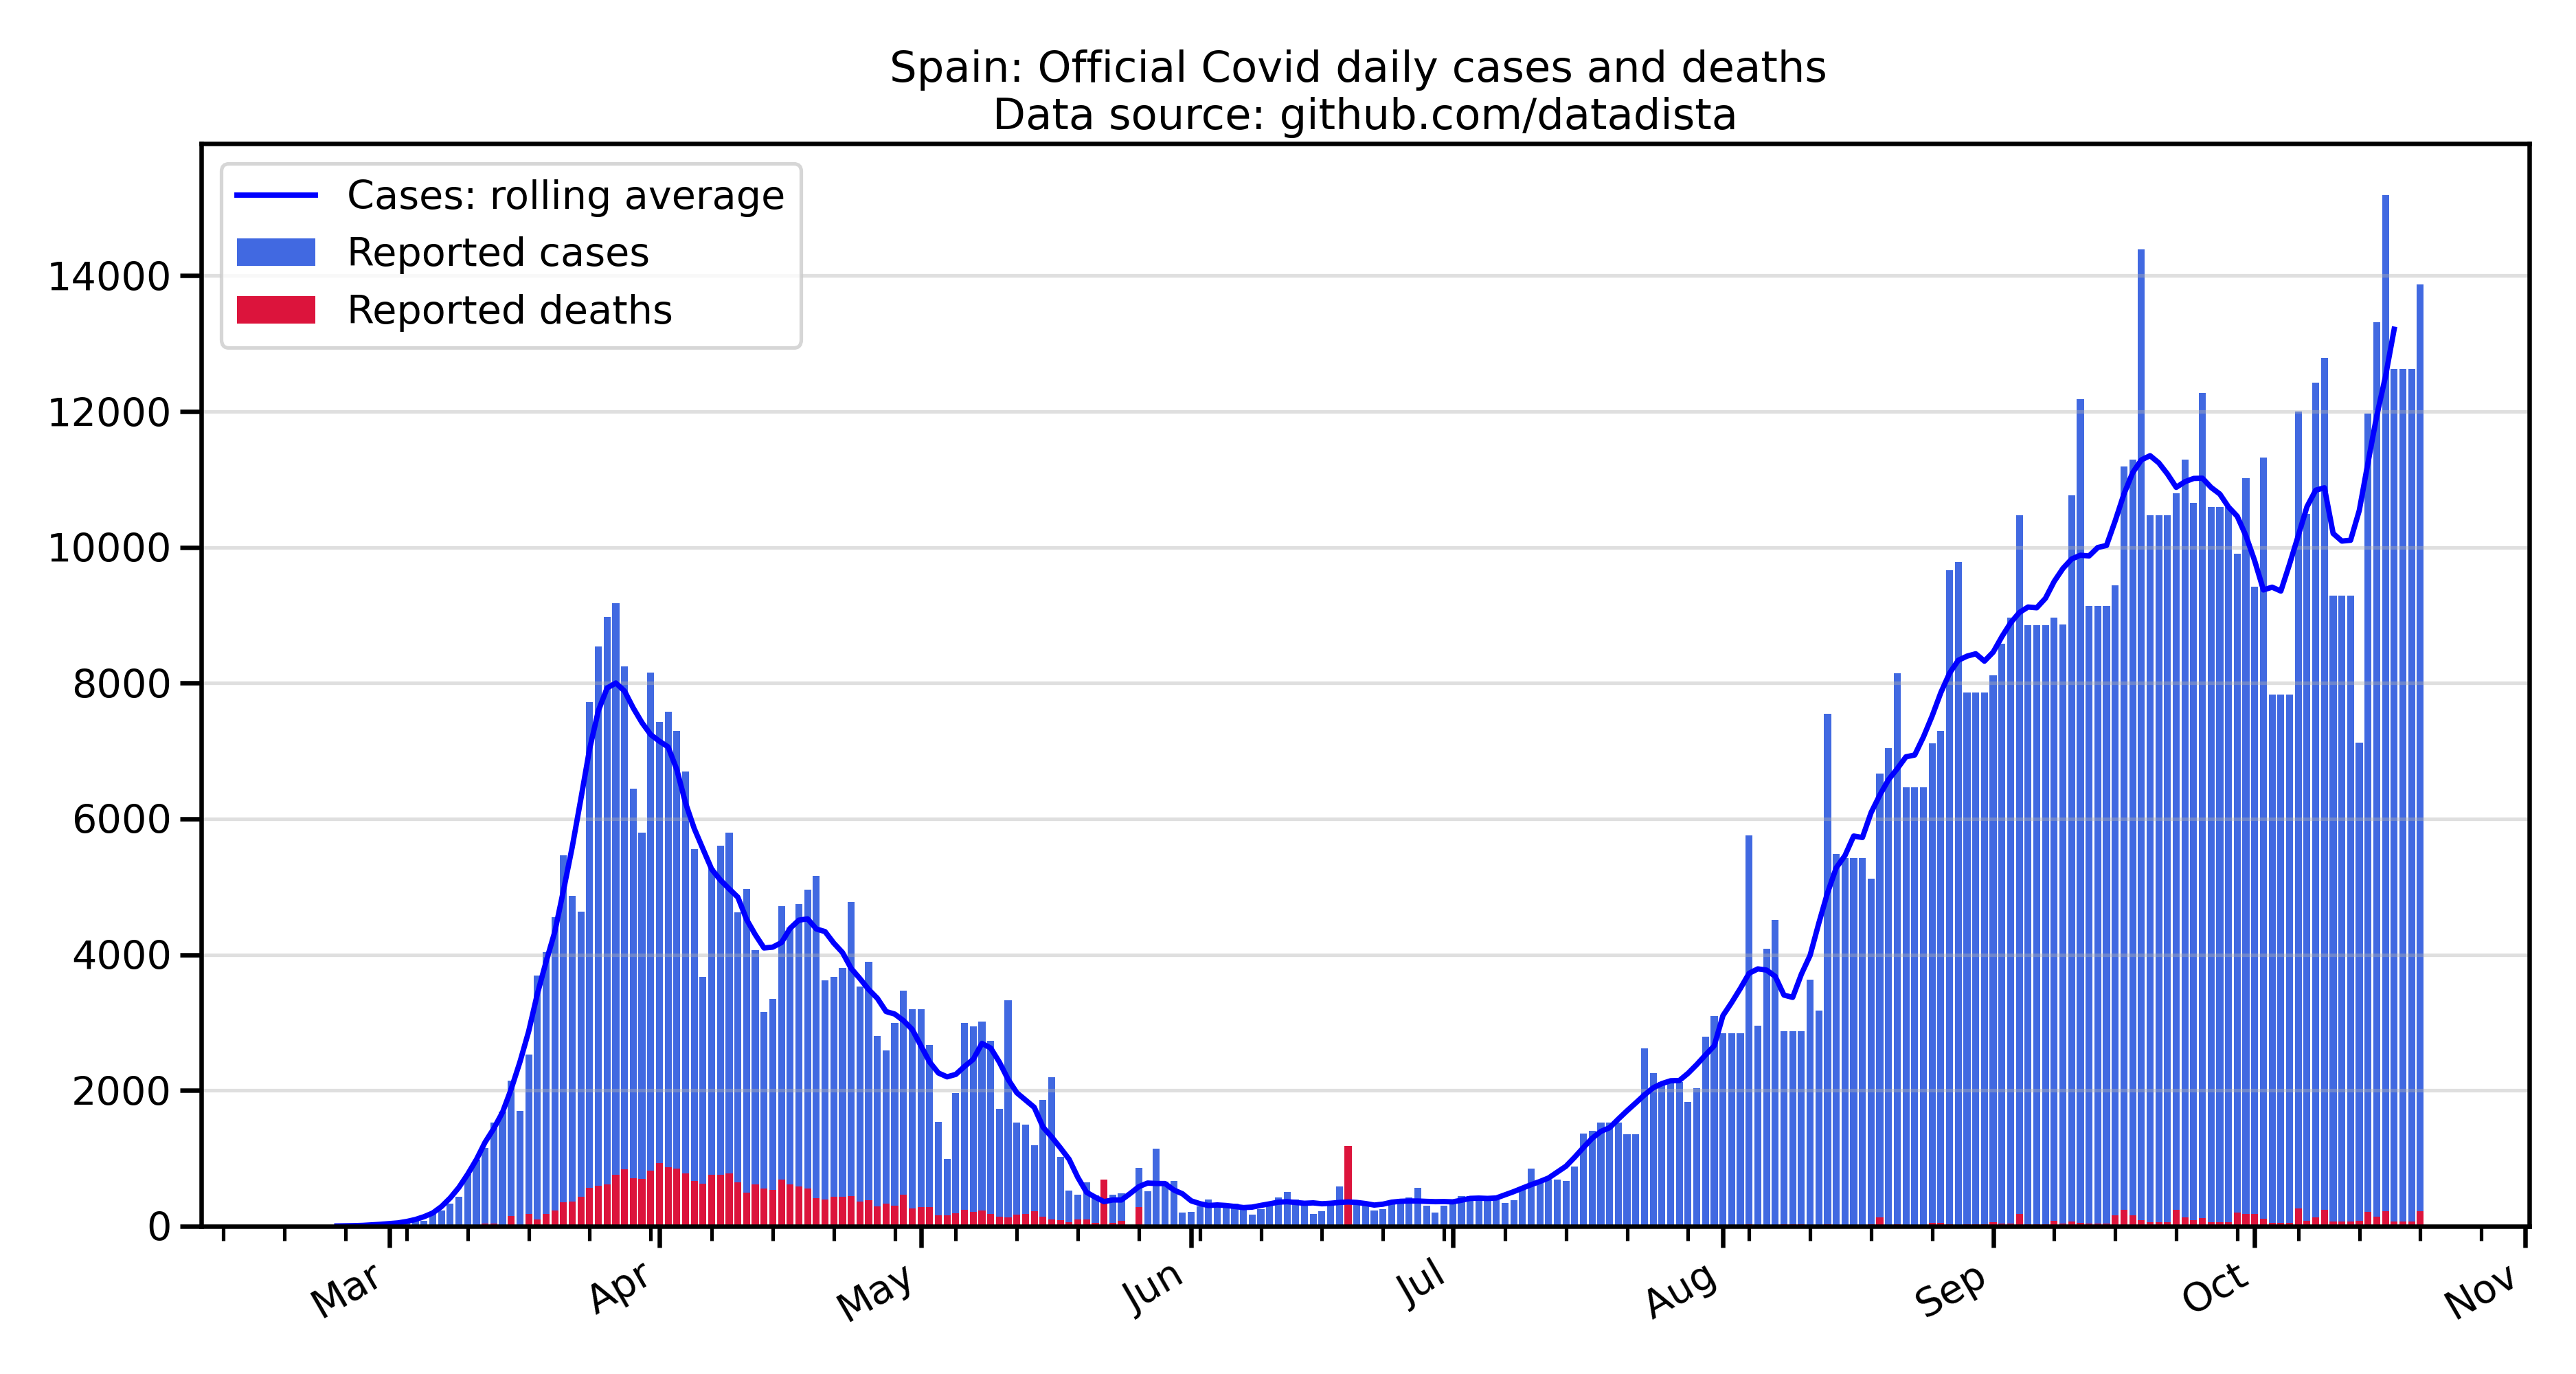 Spain: Official Covid daily cases and deaths
Data source: github.com/datadista
Cases: rolling average
Reported cases
Reported deaths
14000
12000
10000
8000
6000
4000
2000
0
Mar
Apr
May
Jun
Jul
Aug
Sep
Oct
Nov